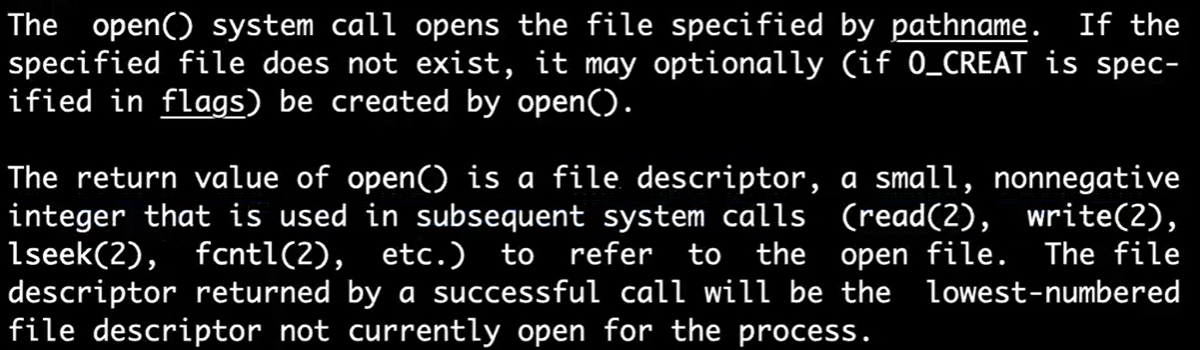 The open() system call opens the file specified by pathname. If the
specified file does not exist, it may optionally (if O_CREAT is spec-
ified in flags) be created by open().
The return value of open() is a file descriptor, a small, nonnegative
integer that is used in subsequent system calls (read(2), write(2),
lseek(2), fcntl(2), etc.) to refer to the open file. The file
descriptor returned by a successful call will be the lowest-numbered
file descriptor not currently open for the process.